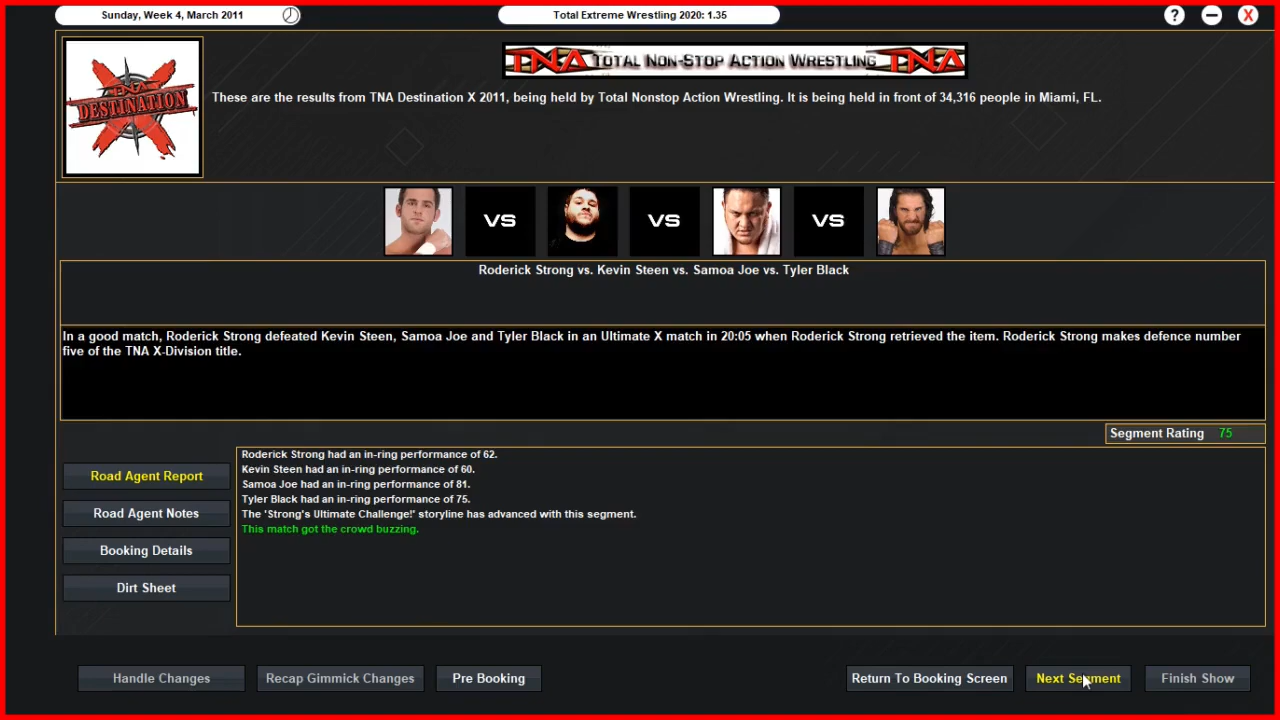 Sunday, Week 4, March 2011
Total Extreme Wrestling 2020: 1.35
?
X
TNA
DESTINATION
TNA TOTAL NON-STOP ACTION WRESTLING TNA
These are the results from TNA Destination X 2011, being held by Total Nonstop Action Wrestling. It is being held in front of 34,316 people in Miami, FL.
VS VS VS
Roderick Strong vs. Kevin Steen vs. Samoa Joe vs. Tyler Black
In a good match, Roderick Strong defeated Kevin Steen, Samoa Joe and Tyler Black in an Ultimate X match in 20:05 when Roderick Strong retrieved the item. Roderick Strong makes defence number
five of the TNA X-Division title.
Segment Rating 75
Road Agent Report
Road Agent Notes
Booking Details
Dirt Sheet
Roderick Strong had an in-ring performance of 62.
Kevin Steen had an in-ring performance of 60.
Samoa Joe had an in-ring performance of 81.
Tyler Black had an in-ring performance of 75.
The 'Strong's Ultimate Challenge!' storyline has advanced with this segment.
This match got the crowd buzzing.
Handle Changes
Recap Gimmick Changes
Pre Booking
Return To Booking Screen
Next Segment
Finish Show